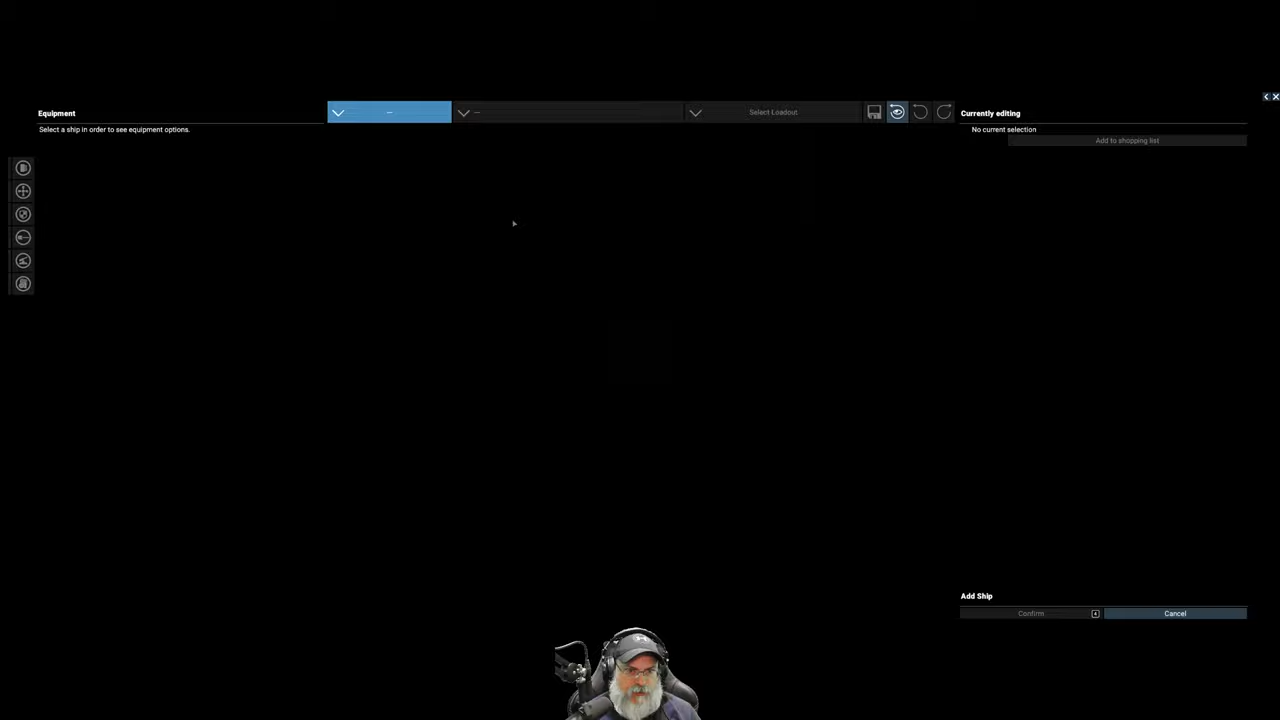 Equipment
Select a ship in order to see equipment options.
Select Loadout
Currently editing
No current selection
Add to shopping list
Add Ship
Confirm
Cancel